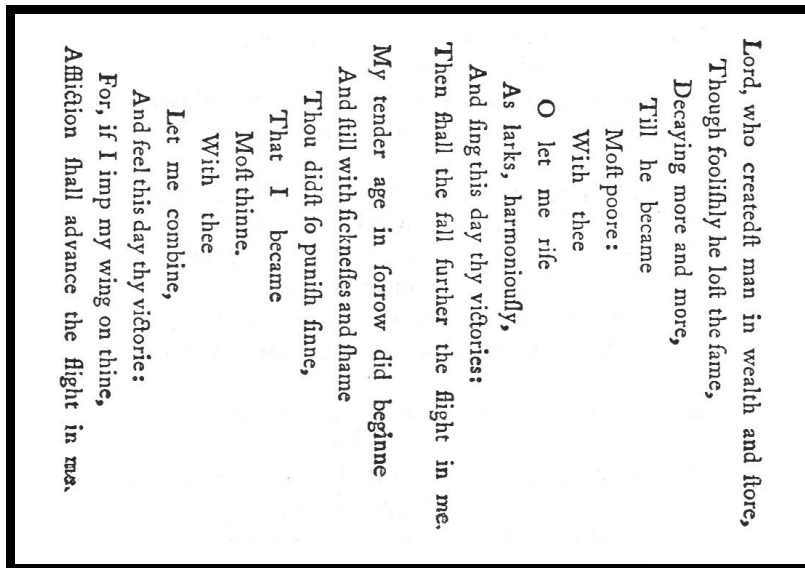 Lord, who createdſt man in wealth and ſtore,
Though fooliſhly he loſt the ſame,
Decaying more and more,
Till he became
Moſt poore:
With thee
O let me riſe
As larks, harmoniouſly,
And ſing this day thy victories:
Then ſhall the fall further the flight in me.
My tender age in ſorrow did beginne
And ſtill with ſickneſſes and ſhame
Thou didſt ſo puniſh ſinne,
That I became
Moſt thinne.
With thee
Let me combine,
And feel this day thy victorie:
For, if I imp my wing on thine,
Affliction ſhall advance the flight in me.